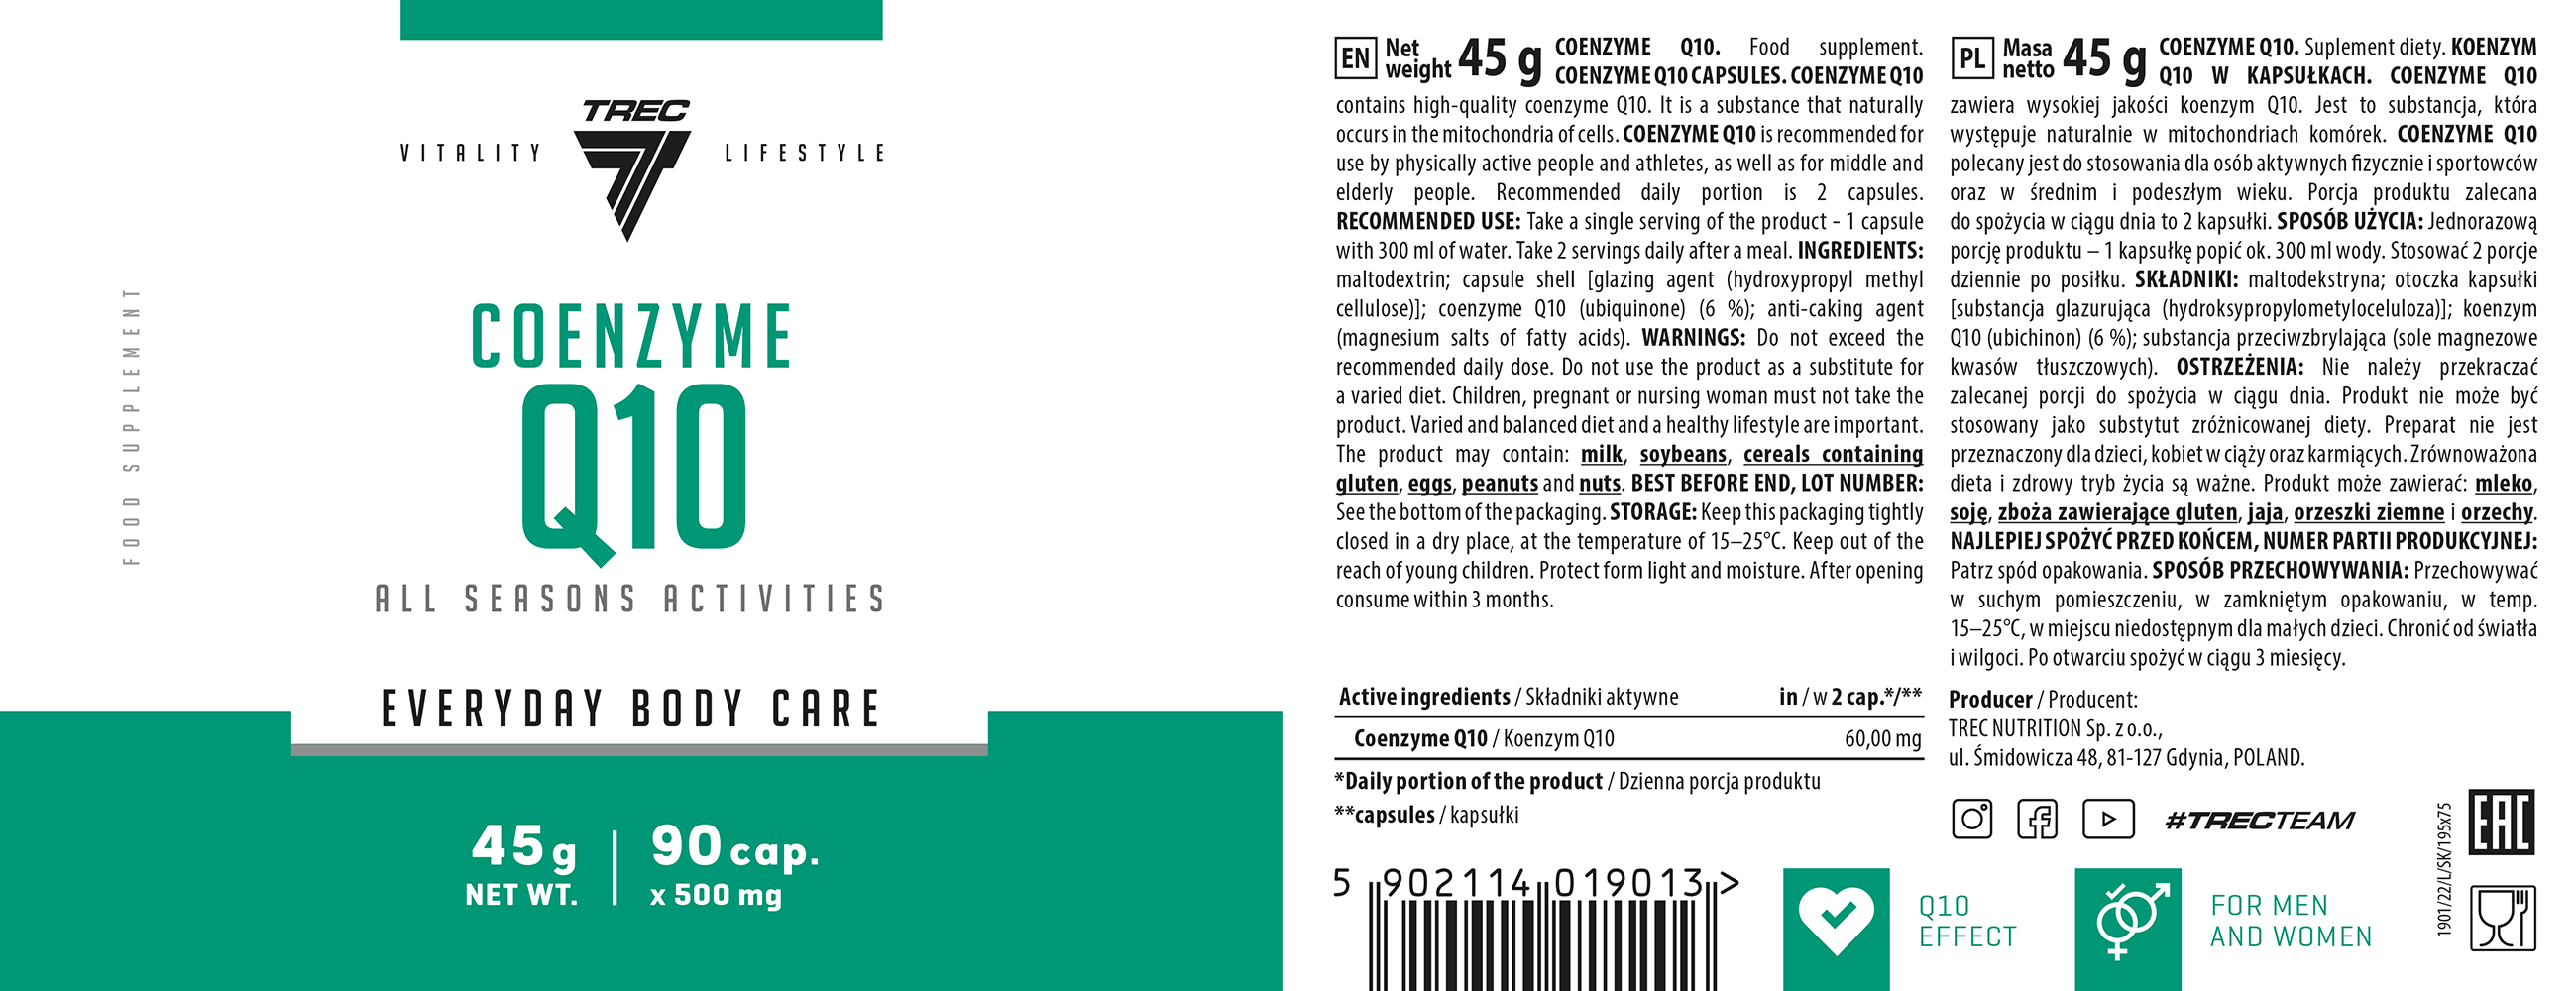 TREC
VITALITY LIFESTYLE
FOOD SUPPLEMENT
COENZYME
Q10
ALL SEASONS ACTIVITIES
EVERYDAY BODY CARE
45 g
NET WT.
90 cap.
x 500 mg
EN Net weight 45 g COENZYME Q10. Food supplement.
COENZYME Q10 CAPSULES. COENZYME Q10
contains high-quality coenzyme Q10. It is a substance that naturally
occurs in the mitochondria of cells. COENZYME Q10 is recommended for
use by physically active people and athletes, as well as for middle and
elderly people. Recommended daily portion is 2 capsules.
RECOMMENDED USE: Take a single serving of the product - 1 capsule
with 300 ml of water. Take 2 servings daily after a meal. INGREDIENTS:
maltodextrin; capsule shell [glazing agent (hydroxypropyl methyl
cellulose)]; coenzyme Q10 (ubiquinone) (6 %); anti-caking agent
(magnesium salts of fatty acids). WARNINGS: Do not exceed the
recommended daily dose. Do not use the product as a substitute for
a varied diet. Children, pregnant or nursing woman must not take the
product. Varied and balanced diet and a healthy lifestyle are important.
The product may contain: milk, soybeans, cereals containing
gluten, eggs, peanuts and nuts. BEST BEFORE END, LOT NUMBER:
See the bottom of the packaging. STORAGE: Keep this packaging tightly
closed in a dry place, at the temperature of 15–25°C. Keep out of the
reach of young children. Protect form light and moisture. After opening
consume within 3 months.
Active ingredients / Składniki aktywne in / w 2 cap.*/**
Coenzyme Q10 / Koenzym Q10 60,00 mg
*Daily portion of the product / Dzienna porcja produktu
**capsules / kapsułki
5 902114 019013 >
PL Masa netto 45 g COENZYME Q10. Suplement diety. KOENZYM
Q10 W KAPSUŁKACH. COENZYME Q10
zawiera wysokiej jakości koenzym Q10. Jest to substancja, która
występuje naturalnie w mitochondriach komórek. COENZYME Q10
polecany jest do stosowania dla osób aktywnych fizycznie i sportowców
oraz w średnim i podeszłym wieku. Porcja produktu zalecana
do spożycia w ciągu dnia to 2 kapsułki. SPOSÓB UŻYCIA: Jednorazową
porcję produktu – 1 kapsułkę popić ok. 300 ml wody. Stosować 2 porcje
dziennie po posiłku. SKŁADNIKI: maltodekstryna; otoczka kapsułki
[substancja glazurująca (hydroksypropylometyloceluloza)]; koenzym
Q10 (ubichinon) (6 %); substancja przeciwzbrylająca (sole magnezowe
kwasów tłuszczowych). OSTRZEŻENIA: Nie należy przekraczać
zalecanej porcji do spożycia w ciągu dnia. Produkt nie może być
stosowany jako substytut zróżnicowanej diety. Preparat nie jest
przeznaczony dla dzieci, kobiet w ciąży oraz karmiących. Zrównoważona
dieta i zdrowy tryb życia są ważne. Produkt może zawierać: mleko,
soję, zboża zawierające gluten, jaja, orzeszki ziemne i orzechy.
NAJLEPIEJ SPOŻYĆ PRZED KOŃCEM, NUMER PARTII PRODUKCYJNEJ:
Patrz spód opakowania. SPOSÓB PRZECHOWYWANIA: Przechowywać
w suchym pomieszczeniu, w zamkniętym opakowaniu, w temp.
15–25°C, w miejscu niedostępnym dla małych dzieci. Chronić od światła
i wilgoci. Po otwarciu spożyć w ciągu 3 miesięcy.
Producer / Producent:
TREC NUTRITION Sp. z o.o.,
ul. Śmidowicza 48, 81-127 Gdynia, POLAND.
#TRECTEAM
1901/22/L/SK/195x75
EAC
Q10
EFFECT
FOR MEN
AND WOMEN